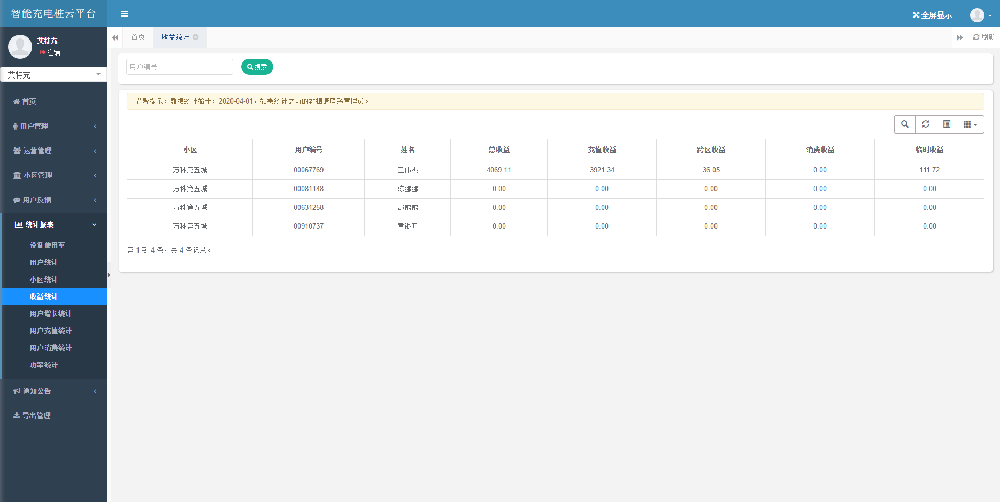 智能充电桩云平台
全屏显示
艾特充
注销
艾特充
首页
用户管理
运营管理
小区管理
用户反馈
统计报表
设备使用率
用户统计
小区统计
收益统计
用户增长统计
用户充值统计
用户消费统计
功率统计
通知公告
导出管理
首页 收益统计 刷新
用户编号 搜索
温馨提示：数据统计始于：2020-04-01，如需统计之前的数据请联系管理员。
小区 用户编号 姓名 总收益 充值收益 跨区收益 消费收益 临时收益
万科第五城 00067769 王伟杰 4069.11 3921.34 36.05 0.00 111.72
万科第五城 00081148 陈鹏鹏 0.00 0.00 0.00 0.00 0.00
万科第五城 00631258 邵威威 0.00 0.00 0.00 0.00 0.00
万科第五城 00910737 章银开 0.00 0.00 0.00 0.00 0.00
第 1 到 4 条，共 4 条记录。